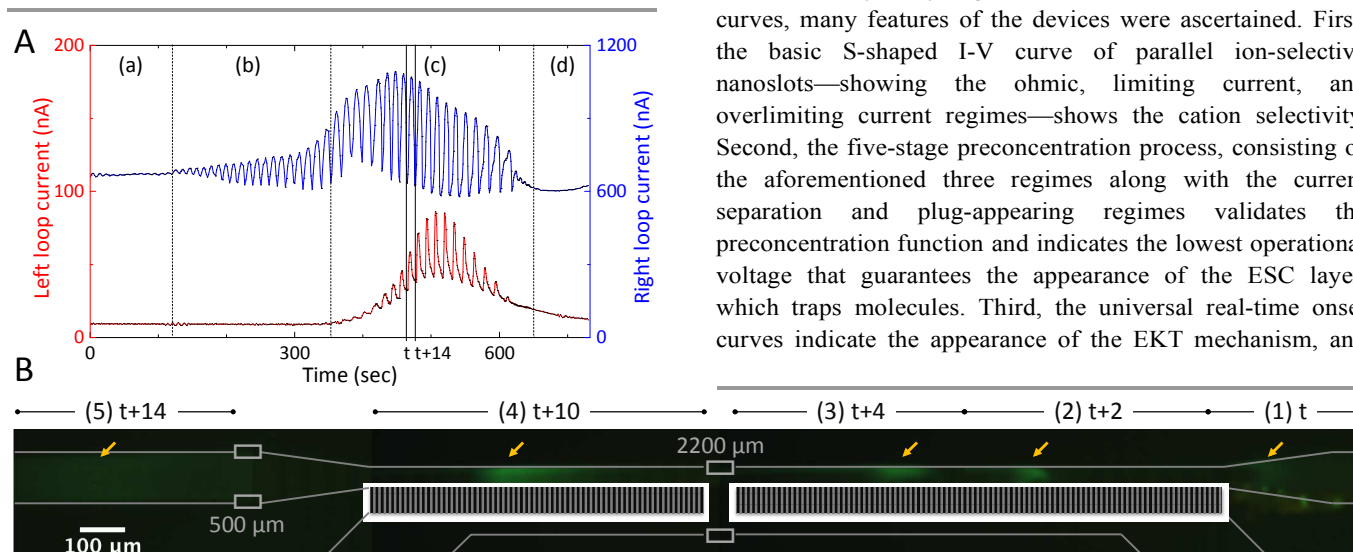 A
200
100
0
Left loop current (nA)
1200
600
0
Right loop current (nA)
(a)
(b)
(c)
(d)
0
300
t t+14
600
Time (sec)
curves, many features of the devices were ascertained. Firs
the basic S-shaped I-V curve of parallel ion-selectiv
nanoslots—showing the ohmic, limiting current, an
overlimiting current regimes—shows the cation selectivity
Second, the five-stage preconcentration process, consisting o
the aforementioned three regimes along with the curren
separation and plug-appearing regimes validates th
preconcentration function and indicates the lowest operationa
voltage that guarantees the appearance of the ESC laye
which traps molecules. Third, the universal real-time onse
curves indicate the appearance of the EKT mechanism, an
B
(5) t+14
(4) t+10
(3) t+4
(2) t+2
(1) t
2200 μm
500 μm
100 μm